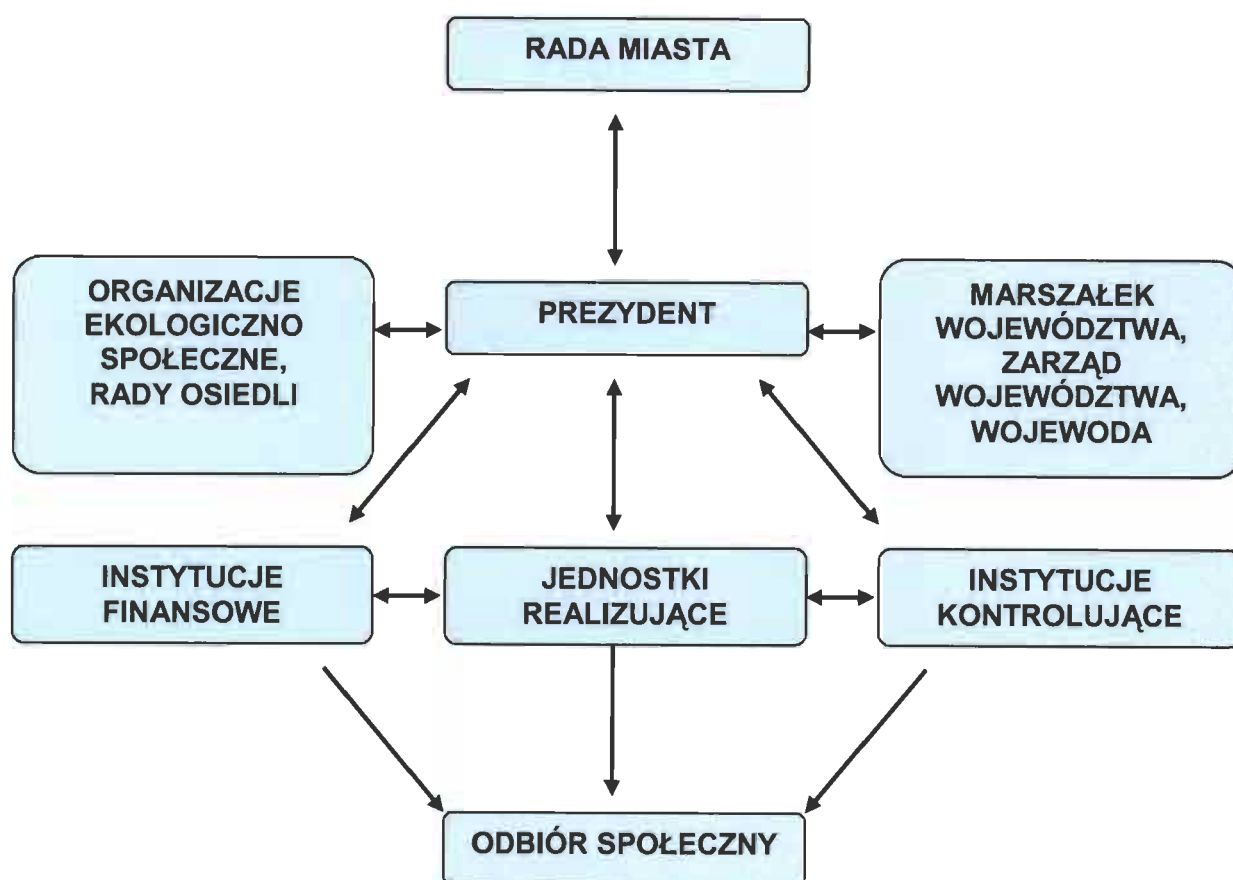 RADA MIASTA
ORGANIZACJE
EKOLOGICZNO
SPOŁECZNE,
RADY OSIEDLI
PREZYDENT
MARSZAŁEK
WOJEWÓDZTWA,
ZARZĄD
WOJEWÓDZTWA,
WOJEWODA
INSTYTUCJE
FINANSOWE
JEDNOSTKI
REALIZUJĄCE
INSTYTUCJE
KONTROLUJĄCE
ODBIÓR SPOŁECZNY